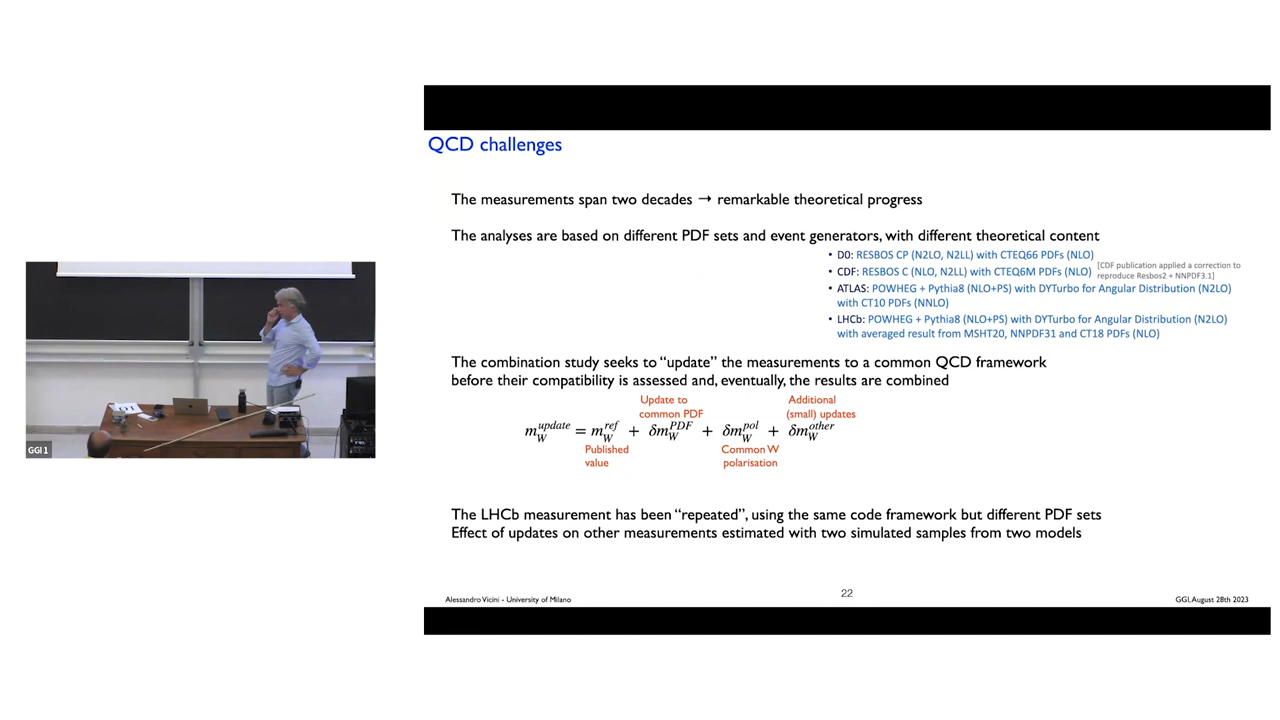 QCD challenges
The measurements span two decades → remarkable theoretical progress
The analyses are based on different PDF sets and event generators, with different theoretical content
• D0: RESBOS CP (N2LO, N2LL) with CTEQ66 PDFs (NLO)
• CDF: RESBOS C (NLO, N2LL) with CTEQ6M PDFs (NLO)
[CDF publication applied a correction to
reproduce Resbos2 + NNPDF3.1]
• ATLAS: POWHEG + Pythia8 (NLO+PS) with DYTurbo for Angular Distribution (N2LO)
with CT10 PDFs (NNLO)
• LHCb: POWHEG + Pythia8 (NLO+PS) with DYTurbo for Angular Distribution (N2LO)
with averaged result from MSHT20, NNPDF31 and CT18 PDFs (NLO)
The combination study seeks to “update” the measurements to a common QCD framework
before their compatibility is assessed and, eventually, the results are combined
Update to
common PDF
Additional
(small) updates
m_W^{update} = m_W^{ref} + δm_W^{PDF} + δm_W^{pol} + δm_W^{other}
Published
value
Common W
polarisation
The LHCb measurement has been “repeated”, using the same code framework but different PDF sets
Effect of updates on other measurements estimated with two simulated samples from two models
Alessandro Vicini - University of Milano
22
GGI, August 28th 2023
GGI 1